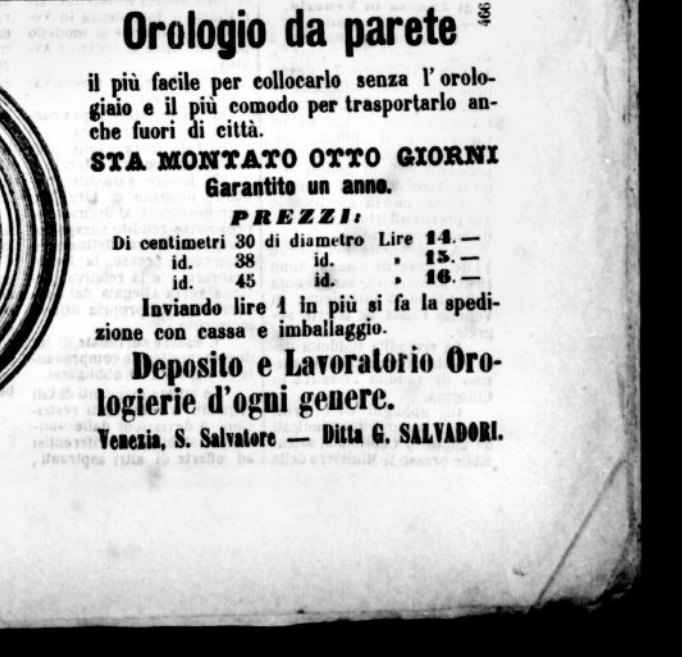 Orologio da parete
466
il più facile per collocarlo senza l'orolo-
giaio e il più comodo per trasportarlo an-
che fuori di città.
STA MONTATO OTTO GIORNI
Garantito un anno.
PREZZI:
Di centimetri 30 di diametro Lire 14.—
id. 38 id. » 15.—
id. 45 id. » 16.—
Inviando lire 1 in più si fa la spedi-
zione con cassa e imballaggio.
Deposito e Lavoratorio Oro-
logierie d'ogni genere.
Venezia, S. Salvatore — Ditta G. SALVADORI.